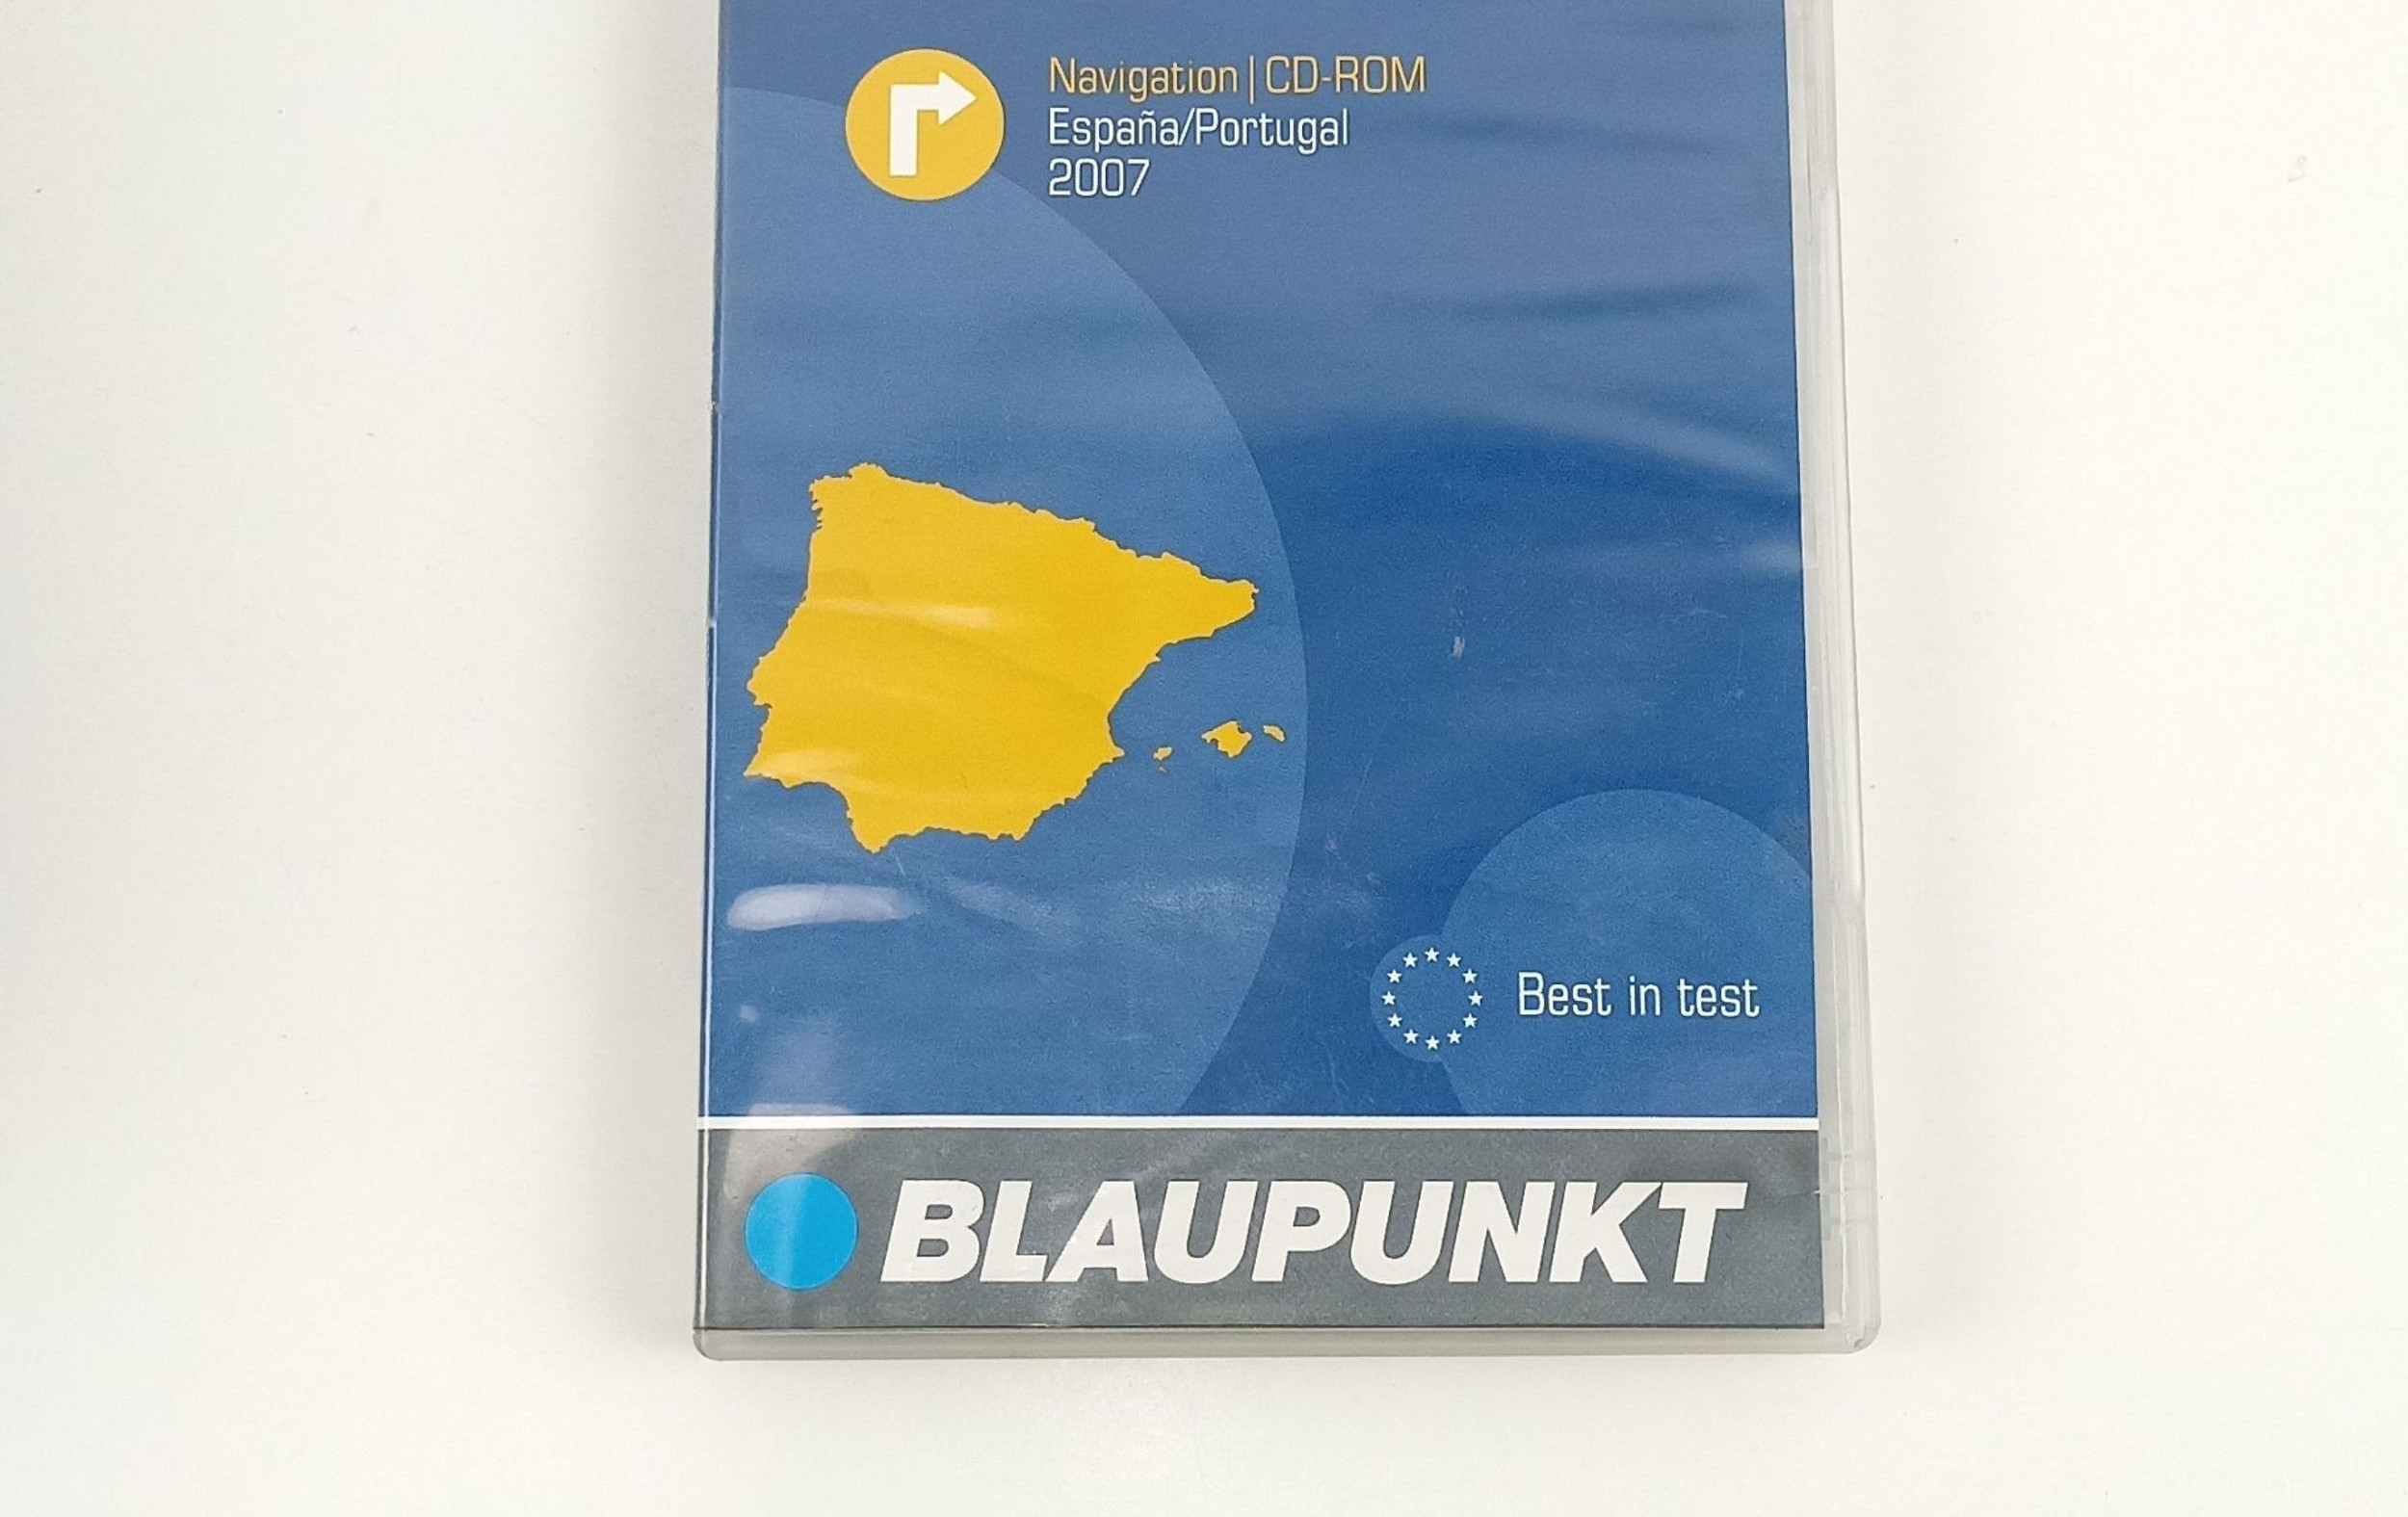 Navigation | CD-ROM
España/Portugal
2007
Best in test
BLAUPUNKT